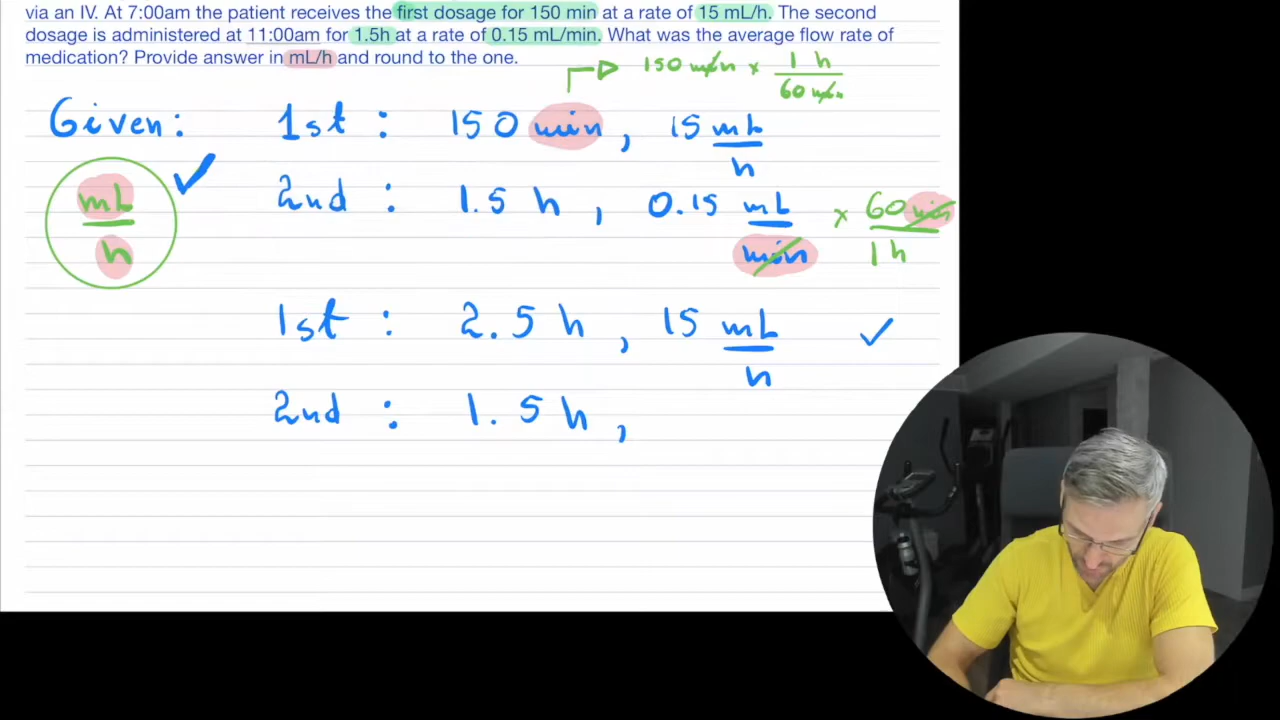 via an IV. At 7:00am the patient receives the first dosage for 150 min at a rate of 15 mL/h. The second
dosage is administered at 11:00am for 1.5h at a rate of 0.15 mL/min. What was the average flow rate of
medication? Provide answer in mL/h and round to the one.
150 min × 1 h / 60 min
Given: 1st : 150 min, 15 mL / h
mL / h
2nd : 1.5 h, 0.15 mL / min × 60 min / 1 h
1st : 2.5 h, 15 mL / h
2nd : 1.5 h,